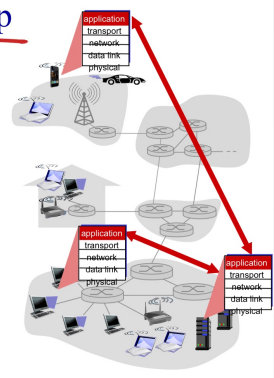 p
application
transport
network
data link
physical
application
transport
network
data link
physical
application
transport
network
data link
physical